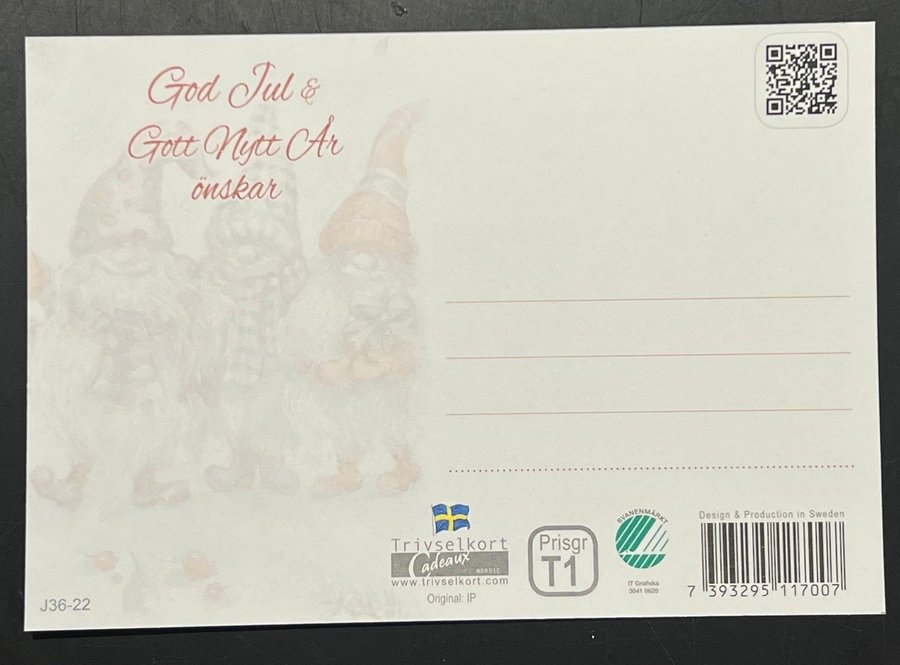 God Jul &
Gott Nytt År
önskar
Trivselkort
Cadeaux
NORDIC
www.trivselkort.com
Original: IP
Prisgr
T1
SVANENMÄRKT
IT Grafiska
3041 0620
Design & Production in Sweden
7 393295 117007
J36-22